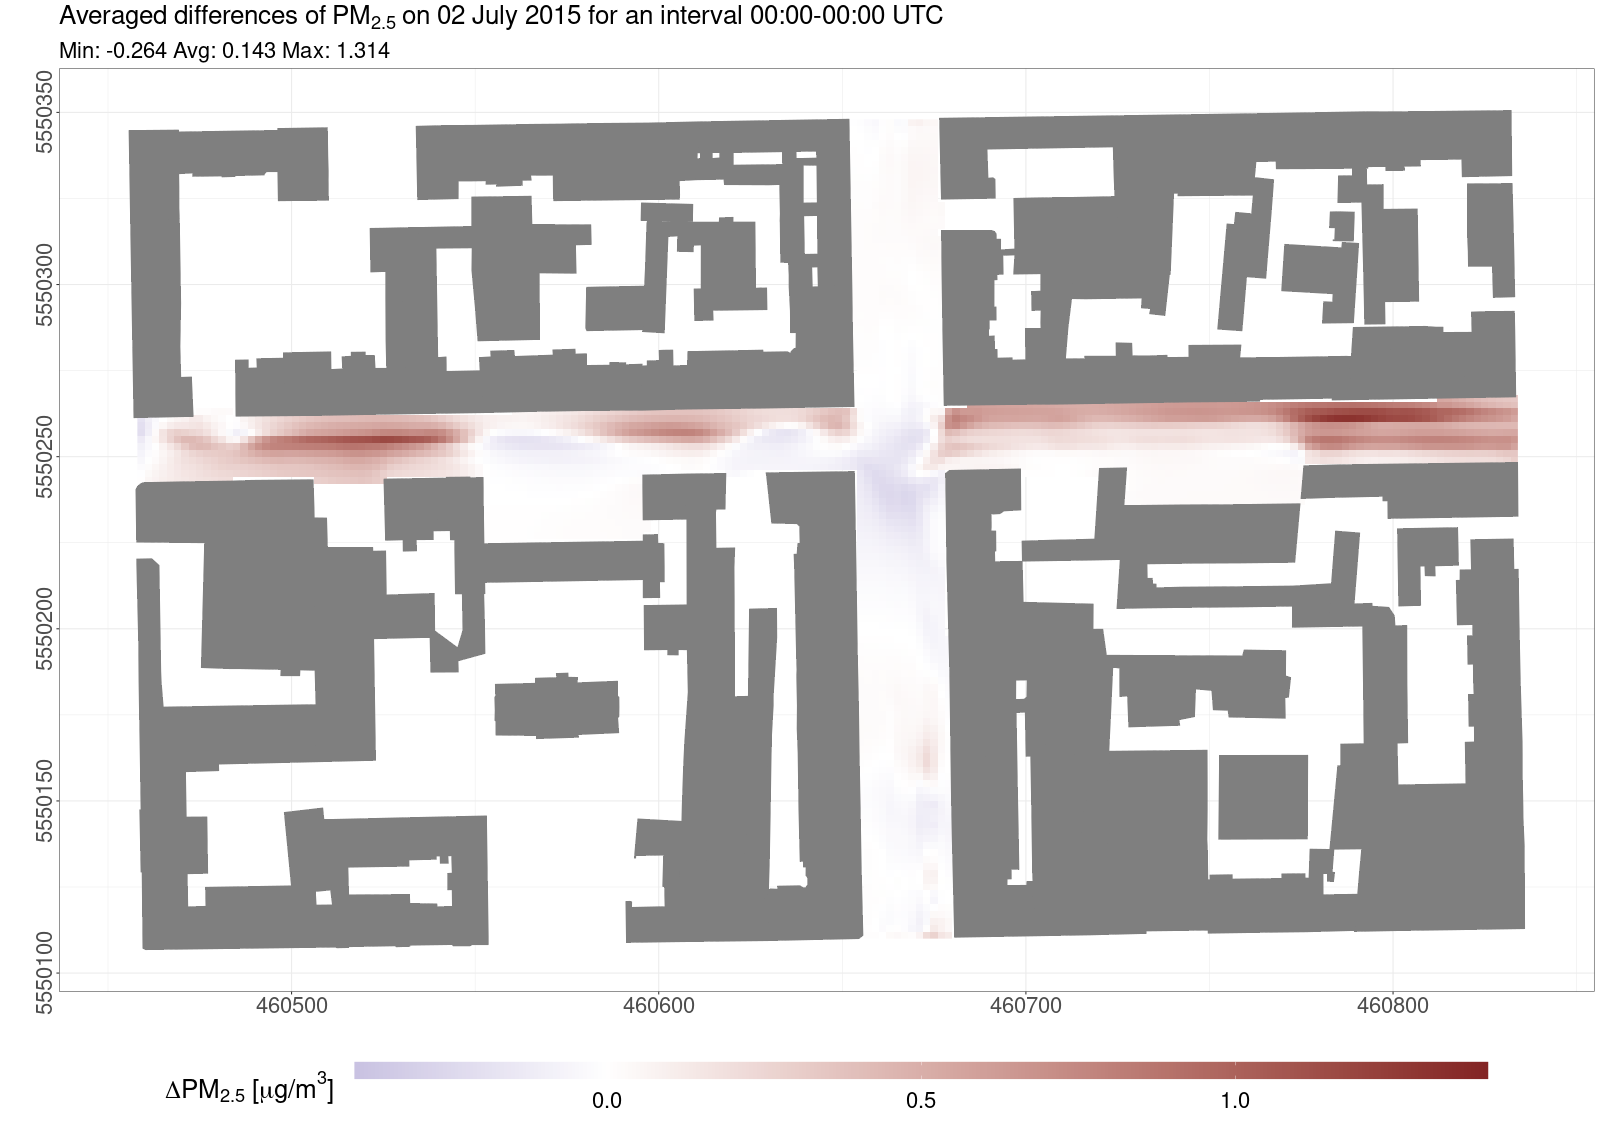 Averaged differences of PM2.5 on 02 July 2015 for an interval 00:00-00:00 UTC
Min: -0.264 Avg: 0.143 Max: 1.314
5550350
5550300
5550250
5550200
5550150
5550100
460500 460600 460700 460800
ΔPM2.5 [μg/m3]
0.0 0.5 1.0